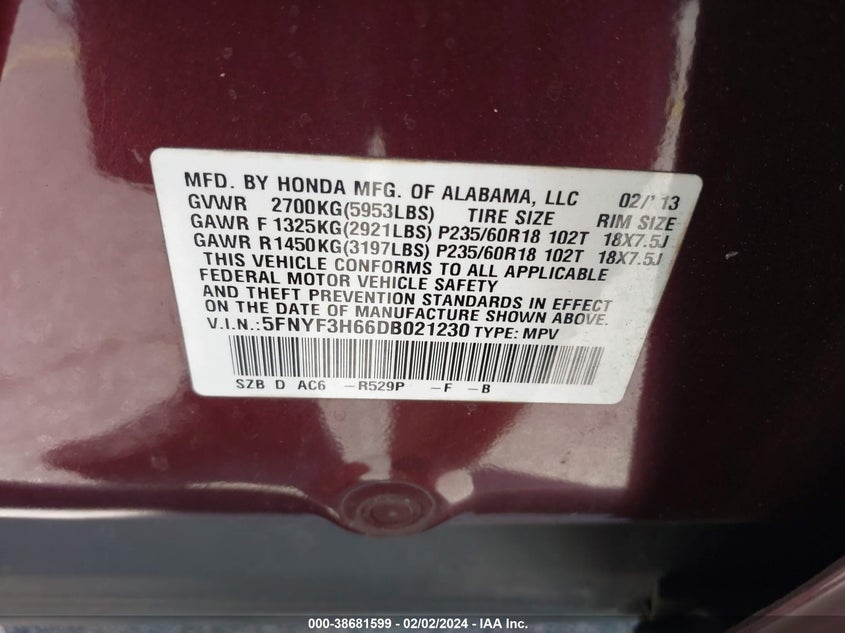 MFD. BY HONDA MFG. OF ALABAMA, LLC 02/'13
GVWR 2700KG(5953LBS) TIRE SIZE RIM SIZE
GAWR F 1325KG(2921LBS) P235/60R18 102T 18X7.5J
GAWR R 1450KG(3197LBS) P235/60R18 102T 18X7.5J
THIS VEHICLE CONFORMS TO ALL APPLICABLE
FEDERAL MOTOR VEHICLE SAFETY
AND THEFT PREVENTION STANDARDS IN EFFECT
ON THE DATE OF MANUFACTURE SHOWN ABOVE.
V.I.N.:5FNYF3H66DB021230 TYPE: MPV
SZB D AC6 -R529P -F -B
000-38681599 — 02/02/2024 — IAA Inc.